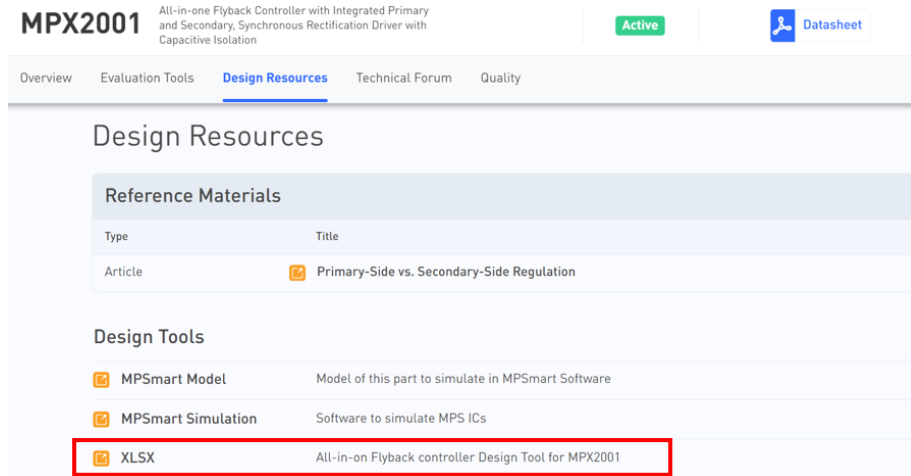 MPX2001
All-in-one Flyback Controller with Integrated Primary
and Secondary, Synchronous Rectification Driver with
Capacitive Isolation
Active
Datasheet
Overview Evaluation Tools Design Resources Technical Forum Quality
Design Resources
Reference Materials
Type Title
Article Primary-Side vs. Secondary-Side Regulation
Design Tools
MPSmart Model Model of this part to simulate in MPSmart Software
MPSmart Simulation Software to simulate MPS ICs
XLSX All-in-on Flyback controller Design Tool for MPX2001